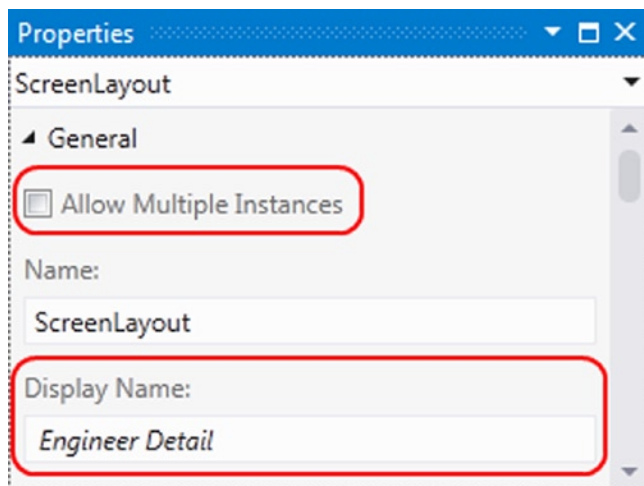 Properties
ScreenLayout
General
Allow Multiple Instances
Name:
ScreenLayout
Display Name:
Engineer Detail